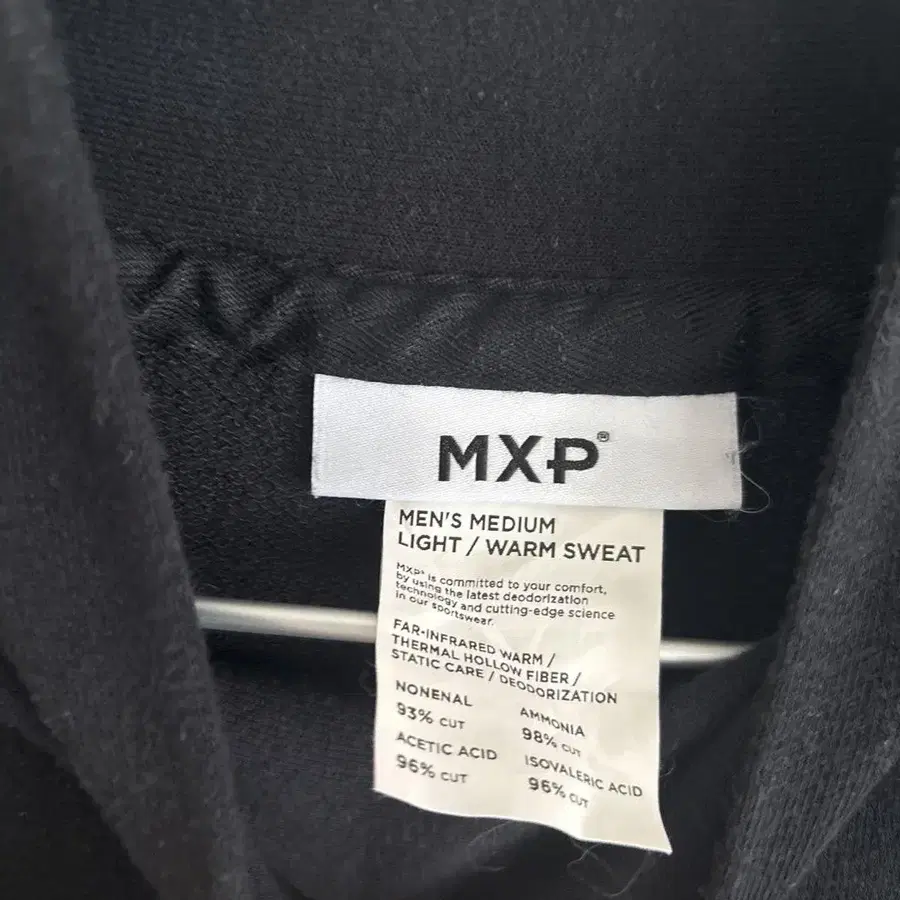 MXP®
MEN'S MEDIUM
LIGHT / WARM SWEAT
MXP® is committed to your comfort,
by using the latest deodorization
technology and cutting-edge science
in our sportswear.
FAR-INFRARED WARM /
THERMAL HOLLOW FIBER /
STATIC CARE / DEODORIZATION
NONENAL
93% CUT
AMMONIA
98% CUT
ACETIC ACID
96% CUT
ISOVALERIC ACID
96% CUT